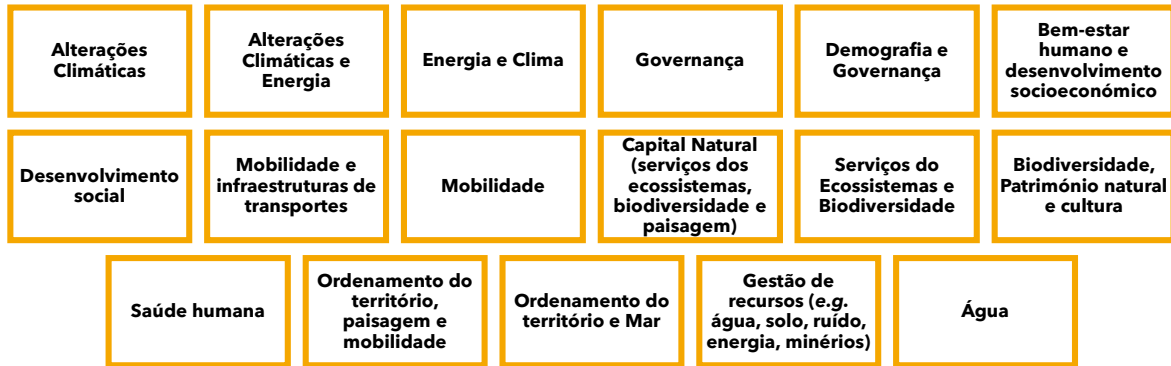 Alterações
Climáticas
Alterações
Climáticas e
Energia
Energia e Clima
Governança
Demografia e
Governança
Bem-estar
humano e
desenvolvimento
socioeconómico
Desenvolvimento
social
Mobilidade e
infraestruturas de
transportes
Mobilidade
Capital Natural
(serviços dos
ecossistemas,
biodiversidade e
paisagem)
Serviços do
Ecossistemas e
Biodiversidade
Biodiversidade,
Património natural
e cultura
Saúde humana
Ordenamento do
território,
paisagem e
mobilidade
Ordenamento do
território e Mar
Gestão de
recursos (e.g.
água, solo, ruído,
energia, minérios)
Água